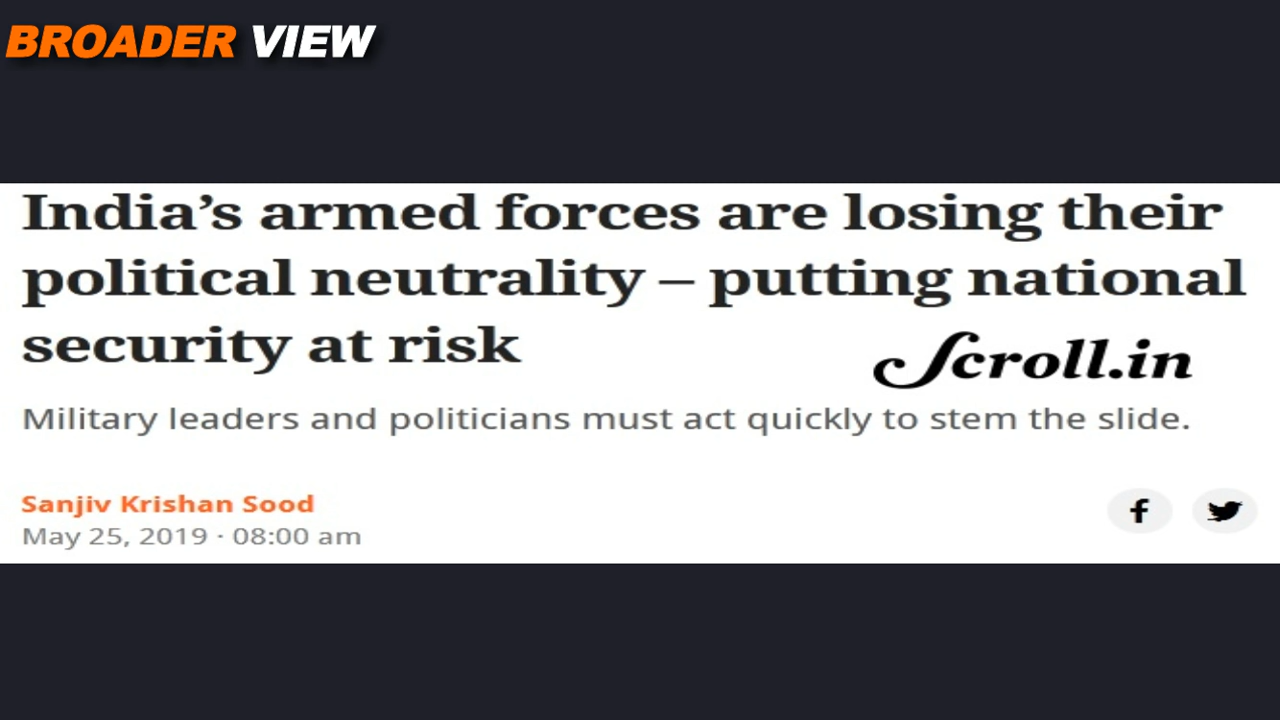 BROADER VIEW
India’s armed forces are losing their
political neutrality – putting national
security at risk
Scroll.in
Military leaders and politicians must act quickly to stem the slide.
Sanjiv Krishan Sood
May 25, 2019 · 08:00 am